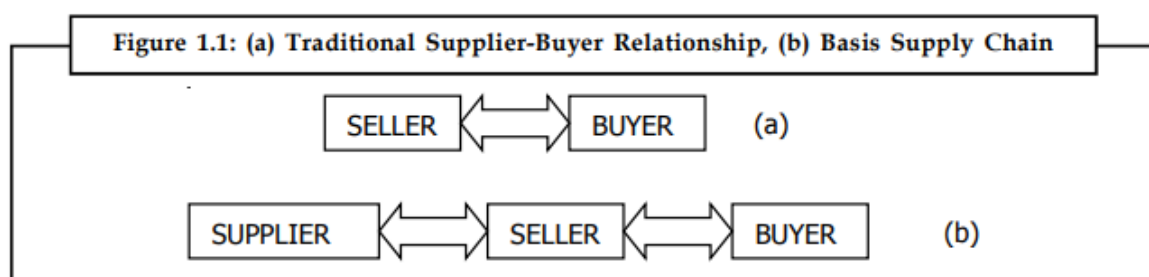 Figure 1.1: (a) Traditional Supplier-Buyer Relationship, (b) Basis Supply Chain
SELLER BUYER (a)
SUPPLIER SELLER BUYER (b)